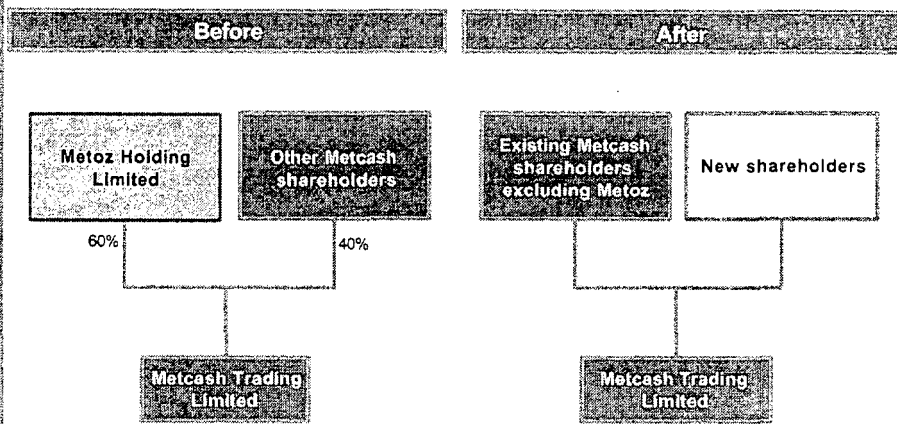 Before
After
Metoz Holding
Limited
Other Metcash
shareholders
Existing Metcash
shareholders
excluding Metoz
New shareholders
60%
40%
Metcash Trading
Limited
Metcash Trading
Limited